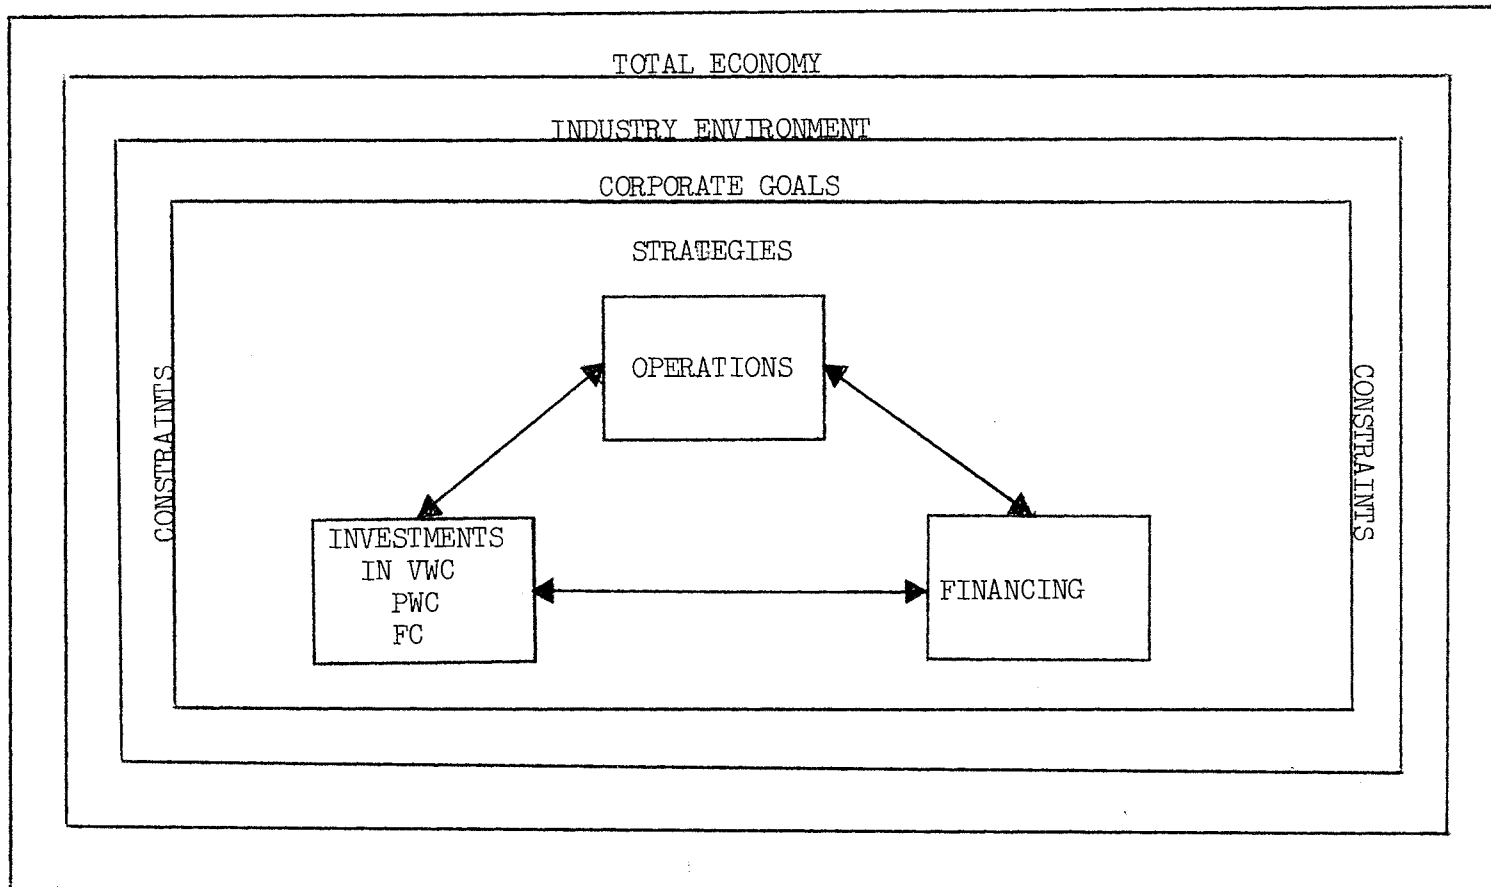 TOTAL ECONOMY
INDUSTRY ENVIRONMENT
CORPORATE GOALS
STRATEGIES
OPERATIONS
CONSTRAINTS
CONSTRAINTS
INVESTMENTS
IN VWC
PWC
FC
FINANCING